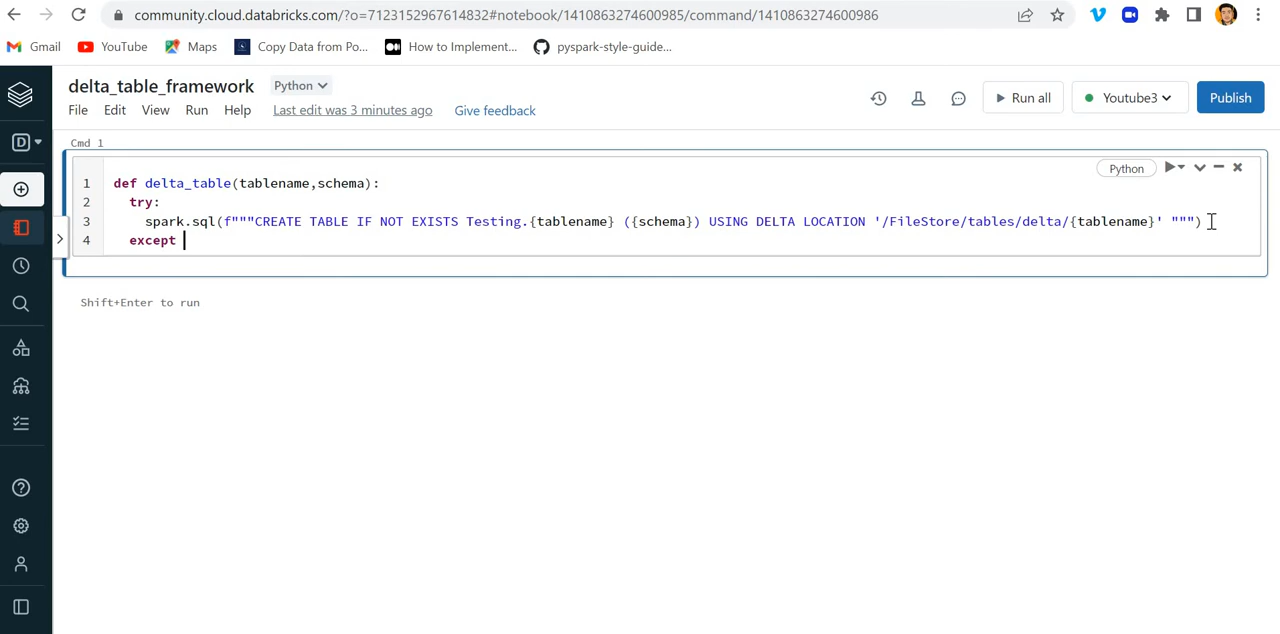 community.cloud.databricks.com/?o=7123152967614832#notebook/1410863274600985/command/1410863274600986
Gmail YouTube Maps Copy Data from Po... How to Implement... pyspark-style-guide...
delta_table_framework Python
File Edit View Run Help Last edit was 3 minutes ago Give feedback
Run all Youtube3 Publish
D
Cmd 1
Python
1 def delta_table(tablename,schema):
2 try:
3 spark.sql(f"""CREATE TABLE IF NOT EXISTS Testing.{tablename} ({schema}) USING DELTA LOCATION '/FileStore/tables/delta/{tablename}' """)
4 except
Shift+Enter to run